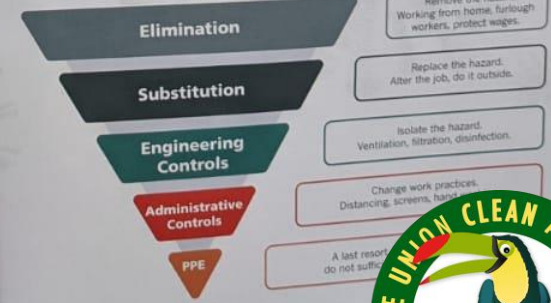 Elimination
Working from home, furlough
workers, protect wages.
Substitution
Replace the hazard.
Alter the job, do it outside.
Engineering
Controls
Isolate the hazard.
Ventilation, filtration, disinfection.
Administrative
Controls
Change work practices.
Distancing, screens, hand
PPE
A last resort
do not
UNION CLEAN